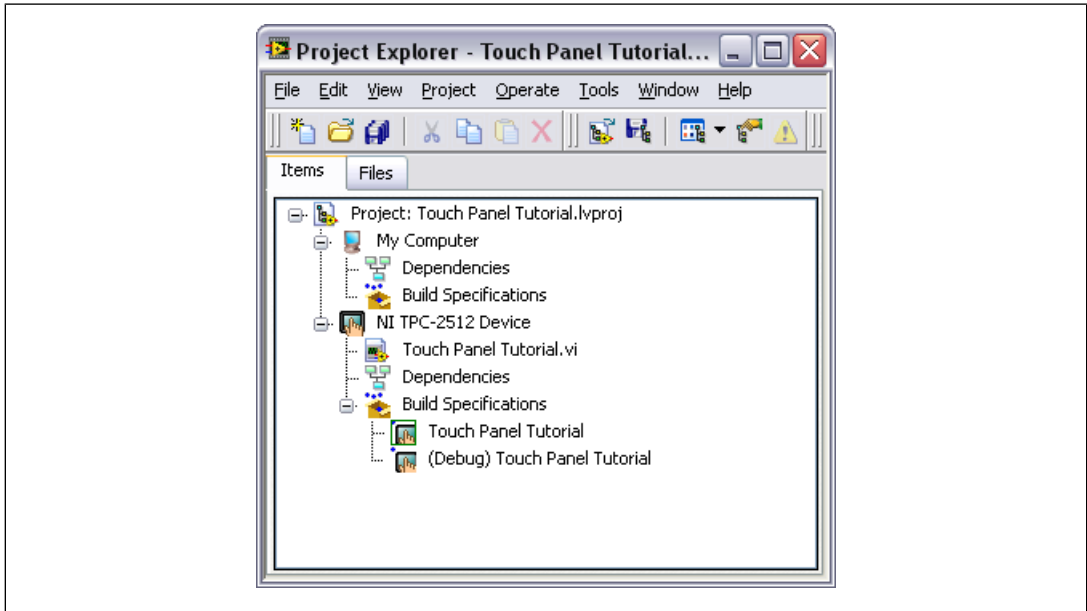 Project Explorer - Touch Panel Tutorial...
File Edit View Project Operate Tools Window Help
Items Files
Project: Touch Panel Tutorial.lvproj
My Computer
Dependencies
Build Specifications
NI TPC-2512 Device
Touch Panel Tutorial.vi
Dependencies
Build Specifications
Touch Panel Tutorial
(Debug) Touch Panel Tutorial